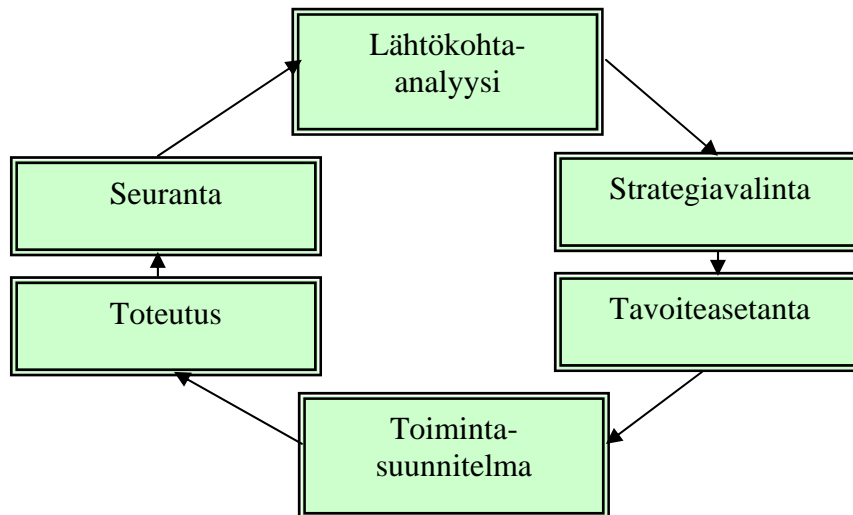 Lähtökohta-
analyysi
Seuranta
Strategiavalinta
Toteutus
Tavoiteasetanta
Toiminta-
suunnitelma